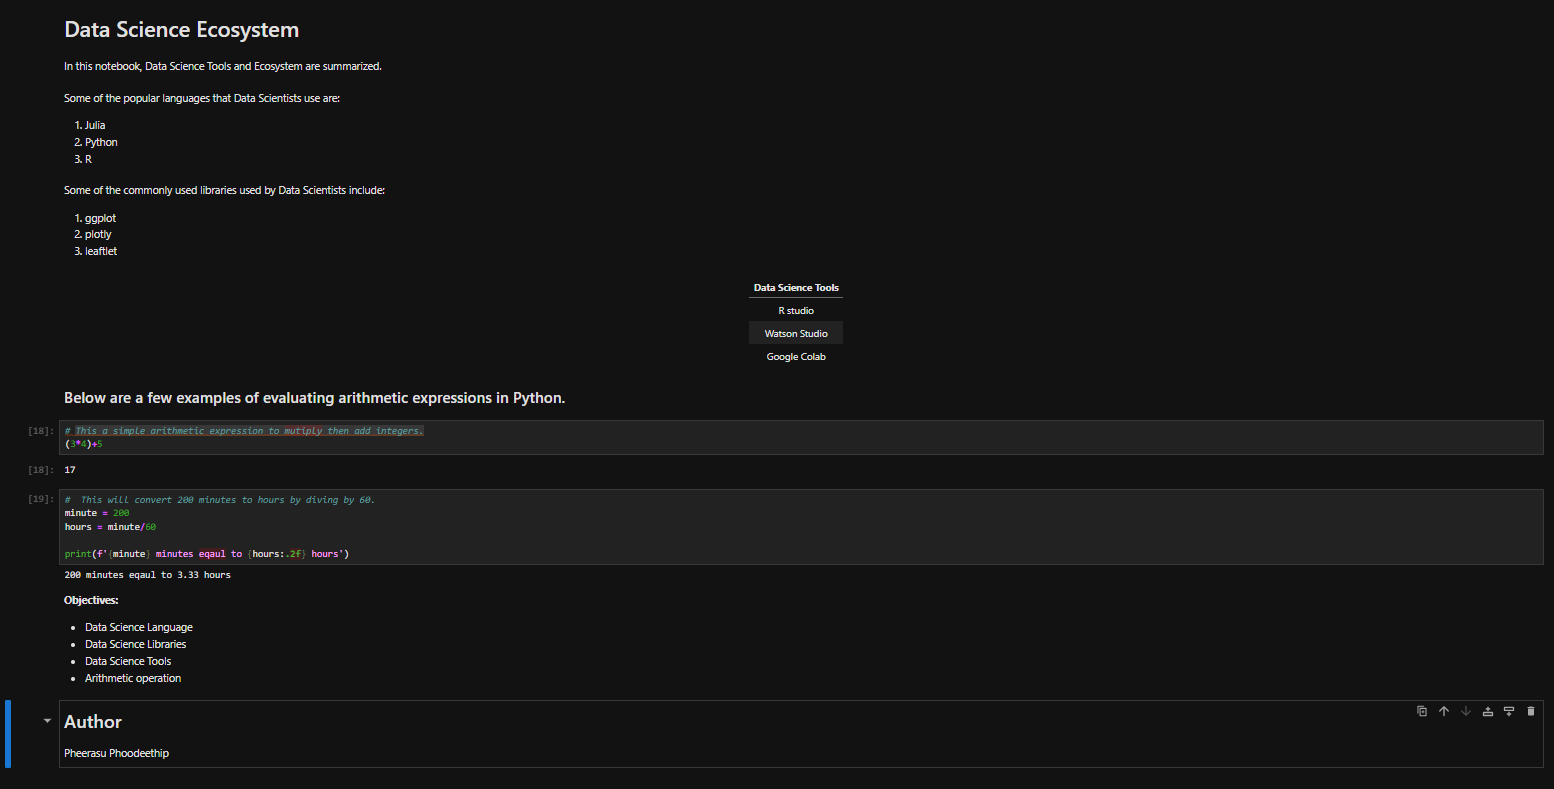 Data Science Ecosystem
In this notebook, Data Science Tools and Ecosystem are summarized.
Some of the popular languages that Data Scientists use are:
1. Julia
2. Python
3. R
Some of the commonly used libraries used by Data Scientists include:
1. ggplot
2. plotly
3. leaftlet
Data Science Tools
R studio
Watson Studio
Google Colab
Below are a few examples of evaluating arithmetic expressions in Python.
[18]: # This a simple arithmetic expression to mutiply then add integers.
(3*4)+5
[18]: 17
[19]: #  This will convert 200 minutes to hours by diving by 60.
minute = 200
hours = minute/60
print(f'{minute} minutes eqaul to {hours:.2f} hours')
200 minutes eqaul to 3.33 hours
Objectives:
• Data Science Language
• Data Science Libraries
• Data Science Tools
• Arithmetic operation
Author
Pheerasu Phoodeethip